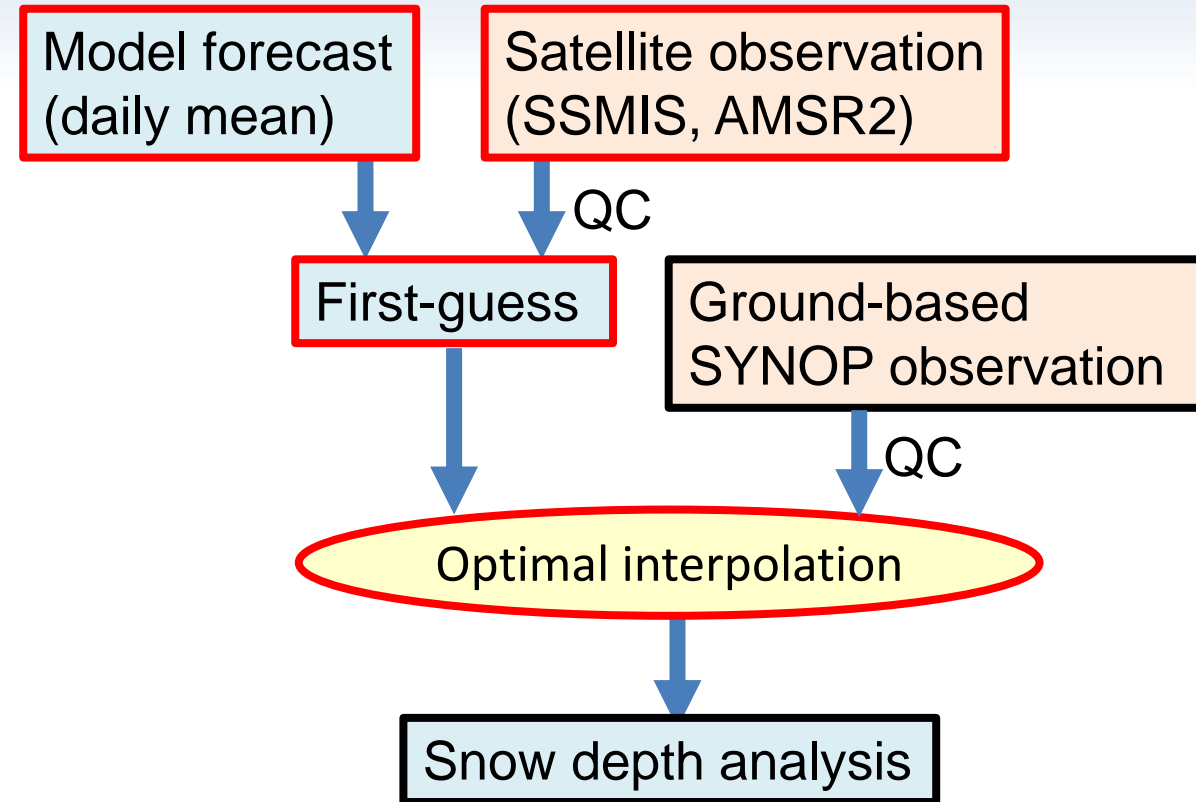 Model forecast
(daily mean)
Satellite observation
(SSMIS, AMSR2)
QC
First-guess
Ground-based
SYNOP observation
QC
Optimal interpolation
Snow depth analysis